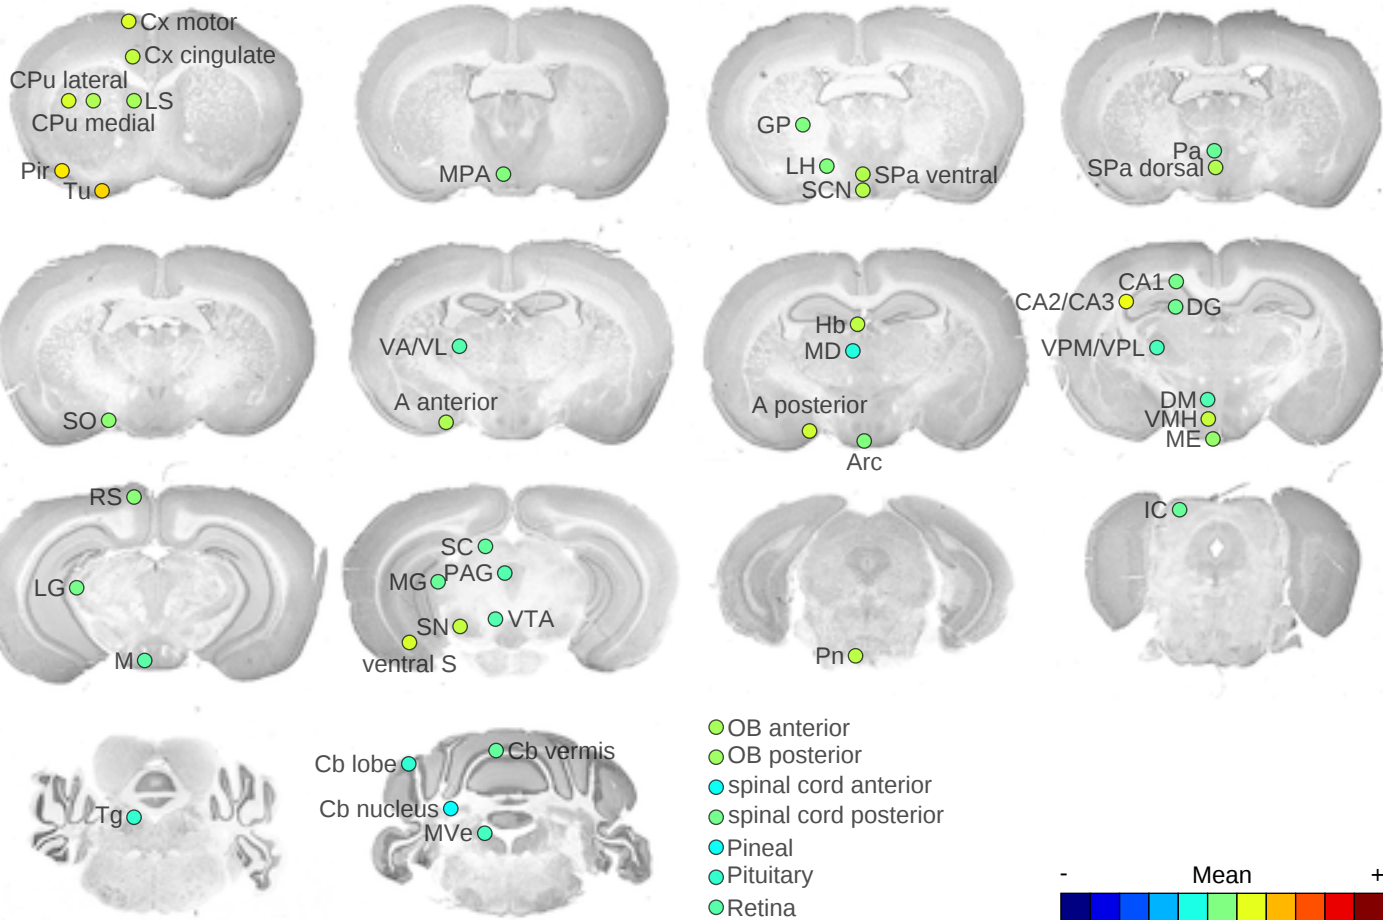 Cx motor
Cx cingulate
CPu lateral
LS
CPu medial
Pir
Tu
MPA
GP
LH
SPa ventral
SCN
Pa
SPa dorsal
SO
VA/VL
A anterior
Hb
MD
A posterior
Arc
CA1
CA2/CA3
DG
VPM/VPL
DM
VMH
ME
RS
LG
M
SC
MG PAG
SN VTA
ventral S
Pn
IC
Tg
Cb lobe
Cb vermis
Cb nucleus
MVe
OB anterior
OB posterior
spinal cord anterior
spinal cord posterior
Pineal
Pituitary
Retina
- Mean +